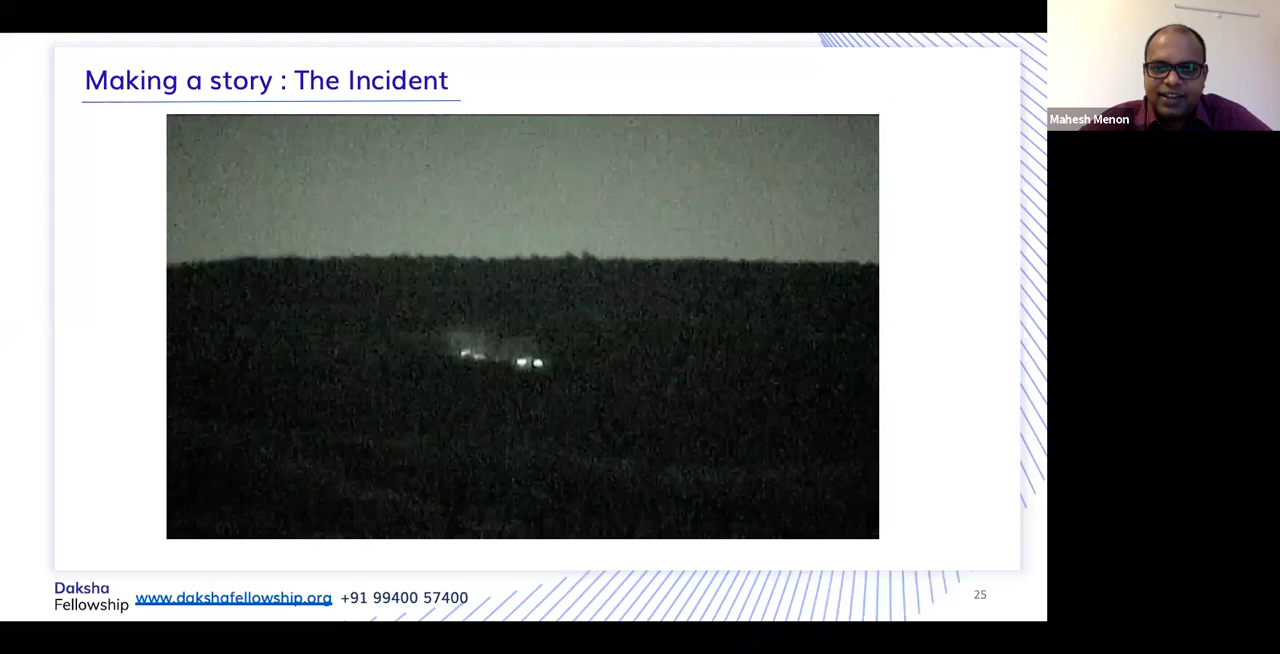 Making a story : The Incident
Mahesh Menon
Daksha
Fellowship
www.dakshafellowship.org +91 99400 57400
25